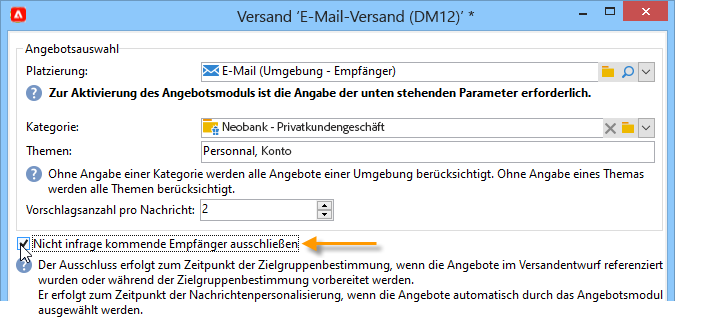 Versand ‘E-Mail-Versand (DM12)’ *
Angebotsauswahl
Platzierung:
E-Mail (Umgebung - Empfänger)
Zur Aktivierung des Angebotsmoduls ist die Angabe der unten stehenden Parameter erforderlich.
Kategorie:
Neobank - Privatkundengeschäft
Themen:
Personnal, Konto
Ohne Angabe einer Kategorie werden alle Angebote einer Umgebung berücksichtigt. Ohne Angabe eines Themas
werden alle Themen berücksichtigt.
Vorschlagsanzahl pro Nachricht:
2
Nicht infrage kommende Empfänger ausschließen
Der Ausschluss erfolgt zum Zeitpunkt der Zielgruppenbestimmung, wenn die Angebote im Versandentwurf referenziert
wurden oder während der Zielgruppenbestimmung vorbereitet werden.
Er erfolgt zum Zeitpunkt der Nachrichtenpersonalisierung, wenn die Angebote automatisch durch das Angebotsmodul
ausgewählt werden.